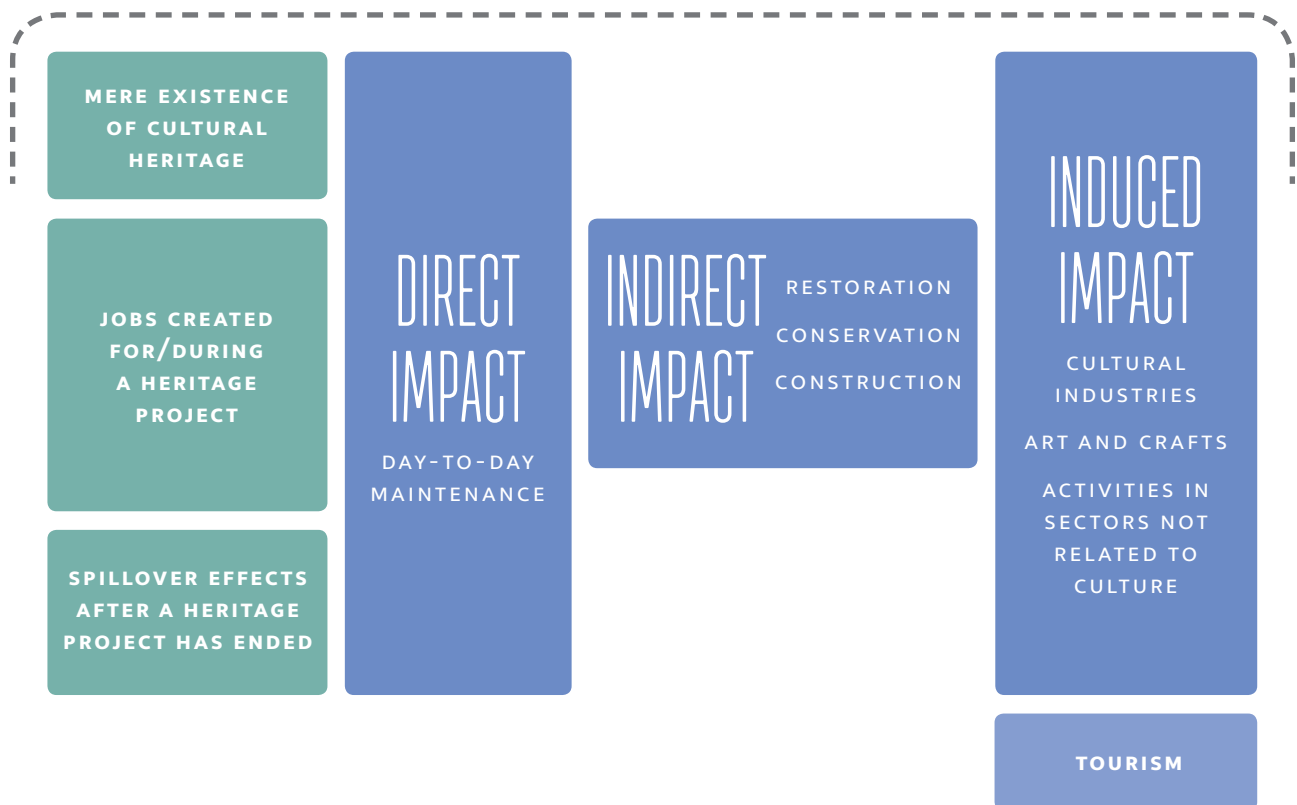 MERE EXISTENCE
OF CULTURAL
HERITAGE
JOBS CREATED
FOR/DURING
A HERITAGE
PROJECT
SPILLOVER EFFECTS
AFTER A HERITAGE
PROJECT HAS ENDED
DIRECT
IMPACT
DAY-TO-DAY
MAINTENANCE
INDIRECT
IMPACT
RESTORATION
CONSERVATION
CONSTRUCTION
INDUCED
IMPACT
CULTURAL
INDUSTRIES
ART AND CRAFTS
ACTIVITIES IN
SECTORS NOT
RELATED TO
CULTURE
TOURISM